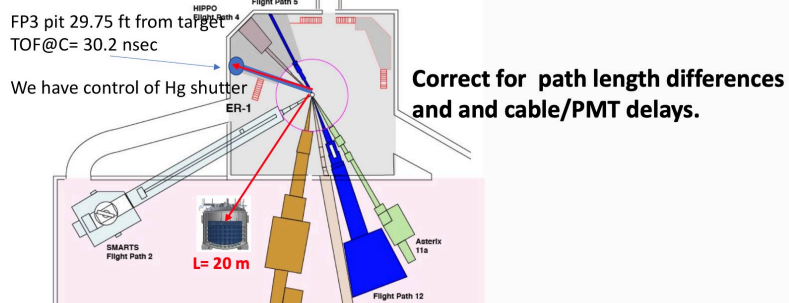 Flight Path 5
HIPPO
Flight Path 4
FP3 pit 29.75 ft from target
TOF@C= 30.2 nsec
We have control of Hg shutter
ER-1
Correct for path length differences
and and cable/PMT delays.
SMARTS
Flight Path 2
L= 20 m
Asterix
11a
Flight Path 12